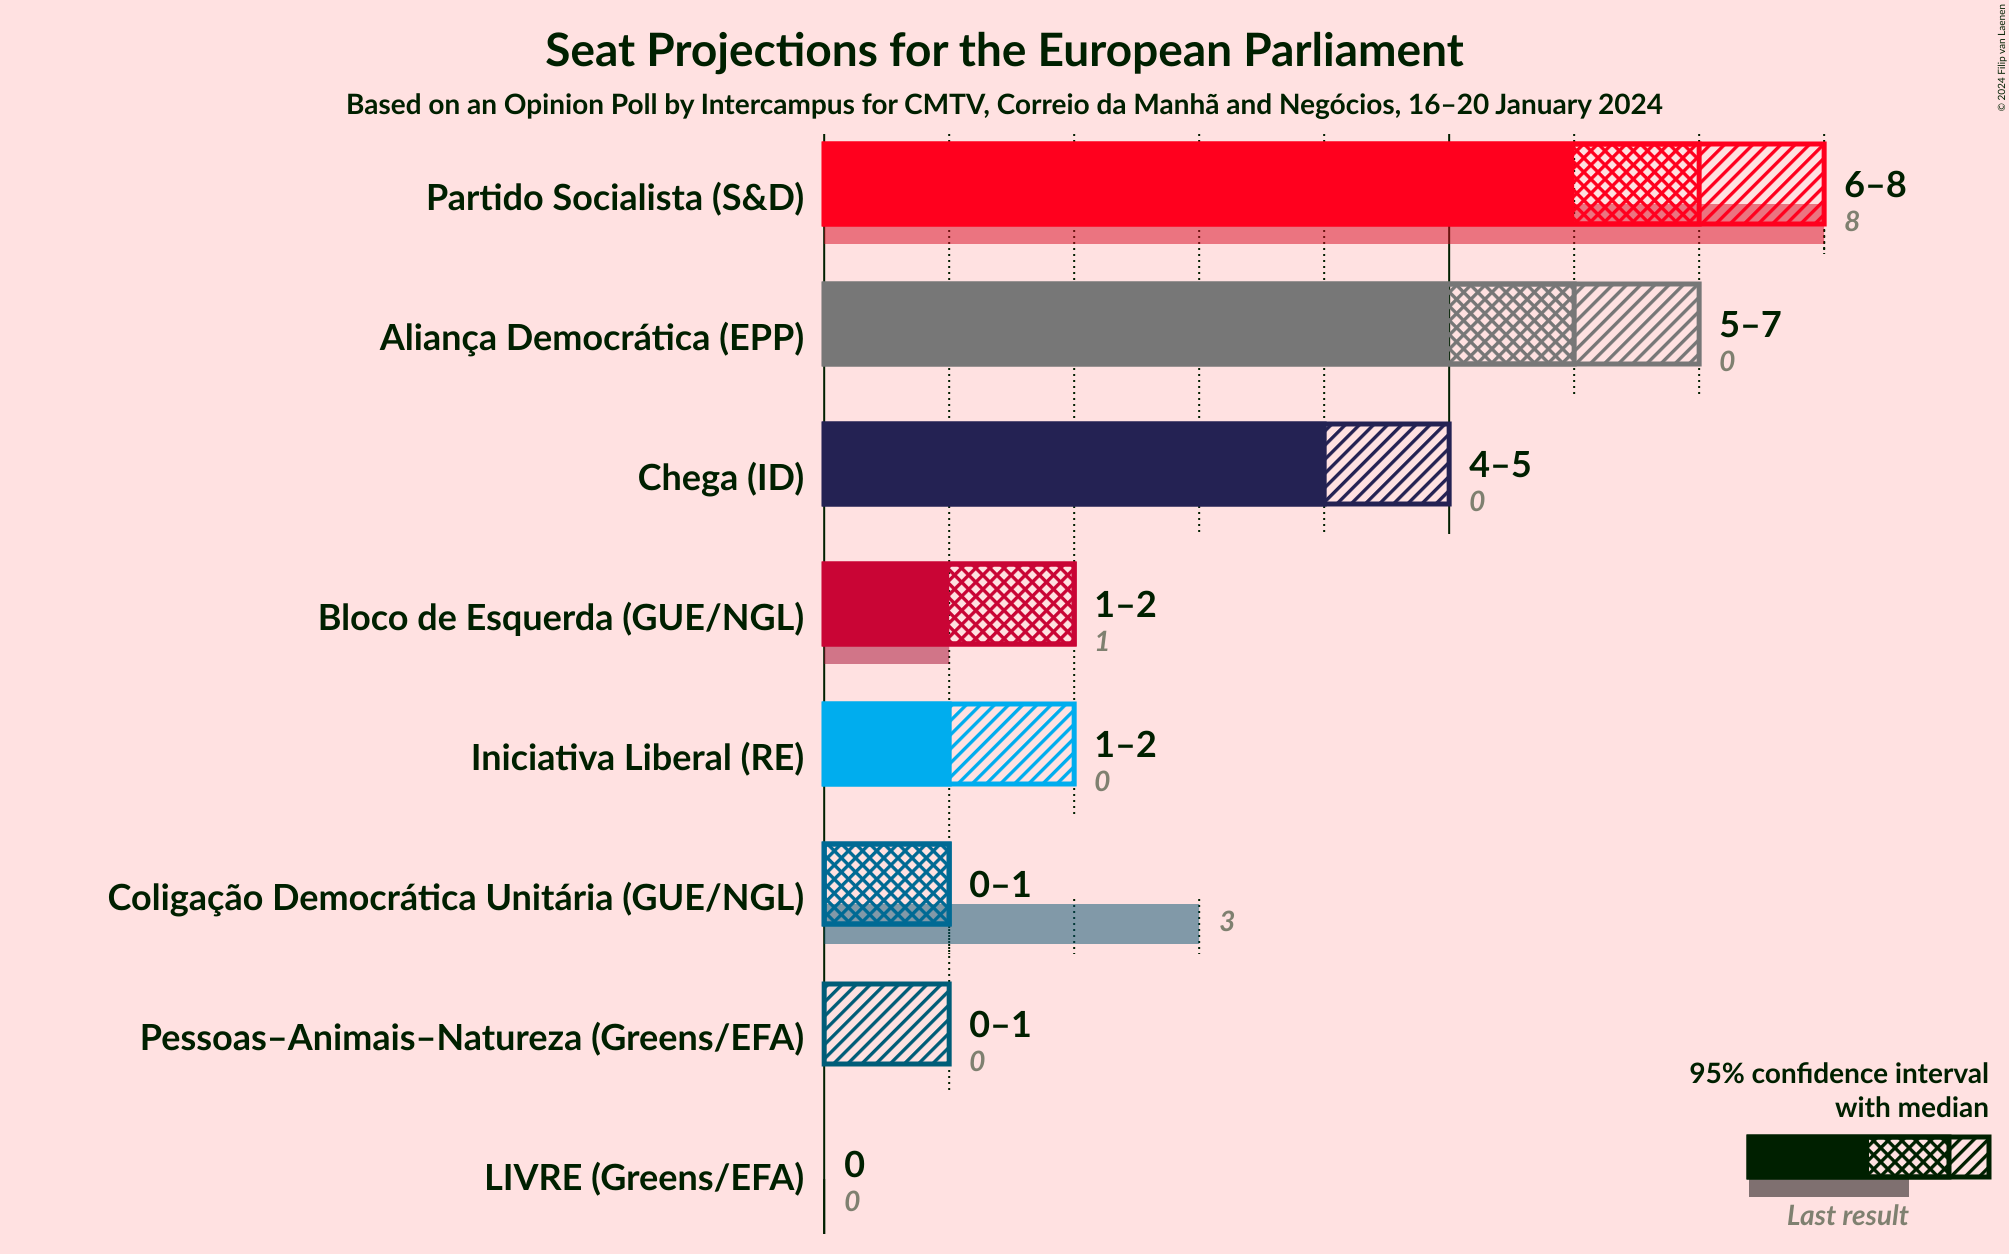 Seat Projections for the European Parliament
Based on an Opinion Poll by Intercampus for CMTV, Correio da Manhã and Negócios, 16–20 January 2024
© 2024 Filip van Laenen
Partido Socialista (S&D)
6–8
8
Aliança Democrática (EPP)
5–7
0
Chega (ID)
4–5
0
Bloco de Esquerda (GUE/NGL)
1–2
1
Iniciativa Liberal (RE)
1–2
0
Coligação Democrática Unitária (GUE/NGL)
0–1
3
Pessoas–Animais–Natureza (Greens/EFA)
0–1
0
LIVRE (Greens/EFA)
0
0
95% confidence interval
with median
Last result